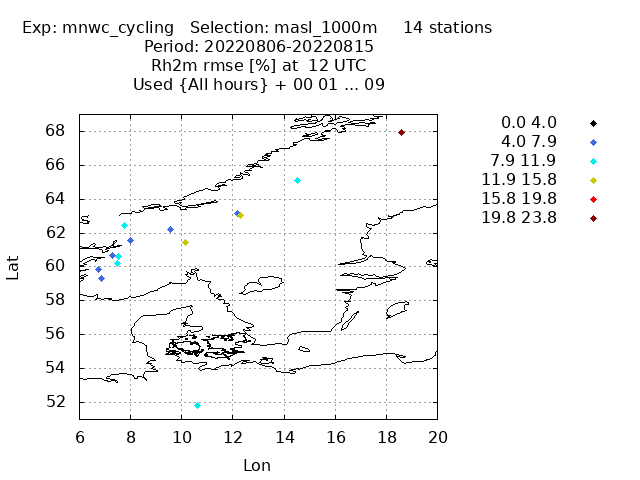 Exp: mnwc_cycling   Selection: masl_1000m     14 stations
Period: 20220806-20220815
Rh2m rmse [%] at  12 UTC
Used {All hours} + 00 01 ... 09
0.0 4.0
4.0 7.9
7.9 11.9
11.9 15.8
15.8 19.8
19.8 23.8
68
66
64
62
60
58
56
54
52
Lat
6 8 10 12 14 16 18 20
Lon